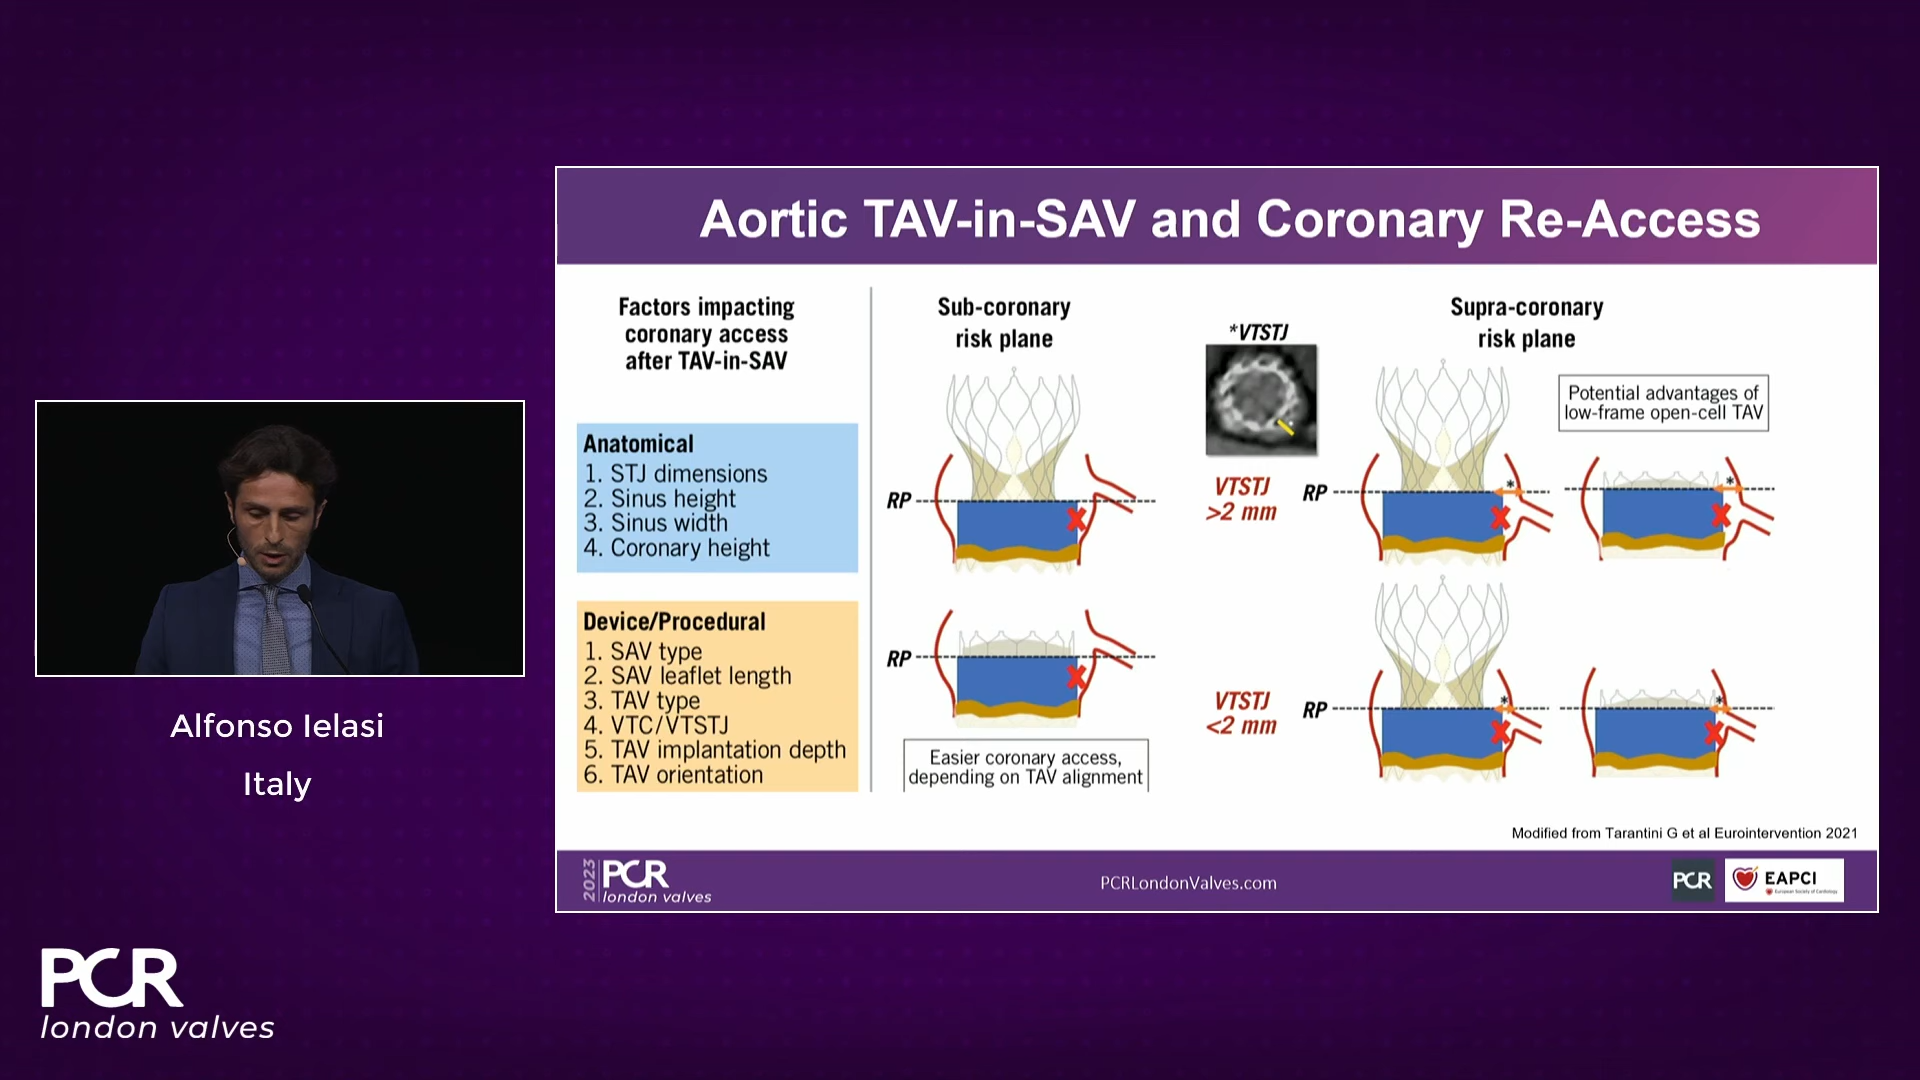 Aortic TAV-in-SAV and Coronary Re-Access
Factors impacting
coronary access
after TAV-in-SAV
Anatomical
1. STJ dimensions
2. Sinus height
3. Sinus width
4. Coronary height
Device/Procedural
1. SAV type
2. SAV leaflet length
3. TAV type
4. VTC/VTSTJ
5. TAV implantation depth
6. TAV orientation
Sub-coronary
risk plane
RP
RP
Easier coronary access,
depending on TAV alignment
*VTSTJ
VTSTJ
>2 mm
VTSTJ
<2 mm
Supra-coronary
risk plane
Potential advantages of
low-frame open-cell TAV
RP
*
*
RP
*
*
Modified from Tarantini G et al Eurointervention 2021
2023
PCR
london valves
PCRLondonValves.com
PCR
EAPCI
European Society of Cardiology
Alfonso Ielasi
Italy
PCR
london valves